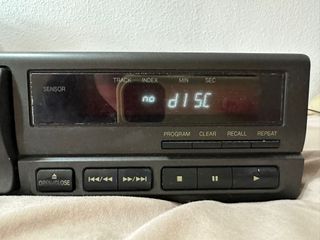 TRACK INDEX MIN SEC
SENSOR
no dISC
PROGRAM CLEAR RECALL REPEAT
OPEN/CLOSE